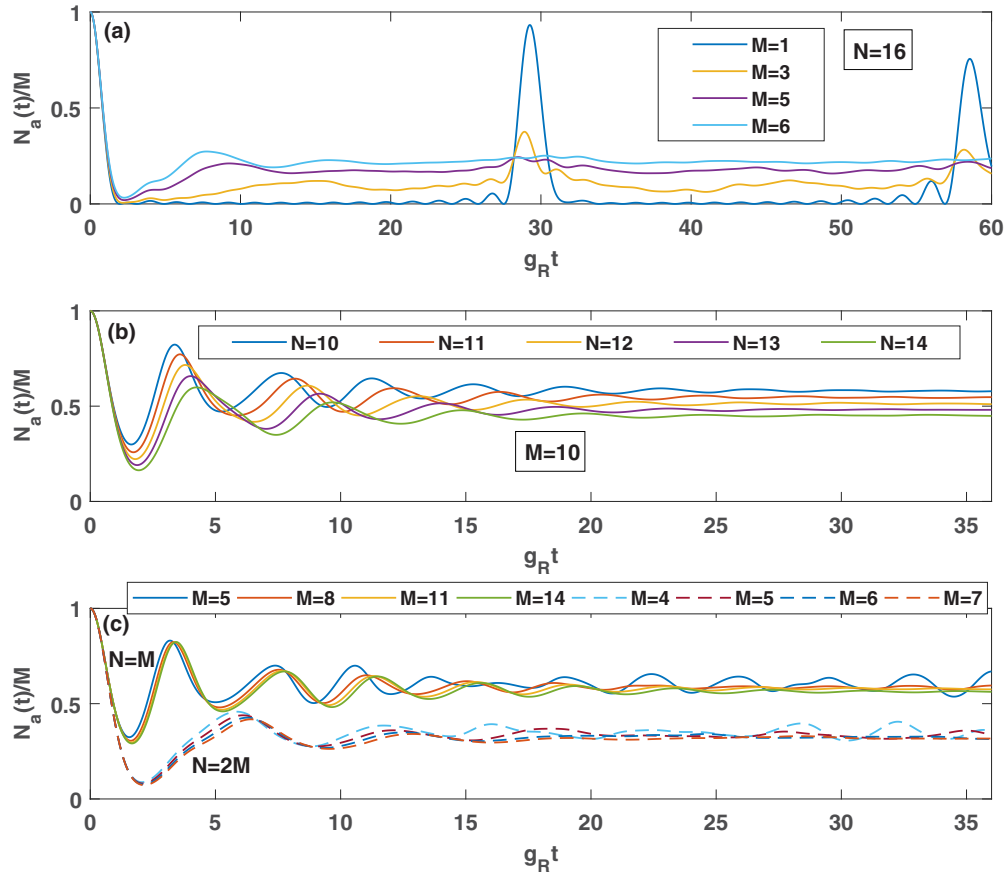 (a)
N=16
M=1
M=3
M=5
M=6
N_a(t)/M
1
0.5
0
0 10 20 30 40 50 60
g_R t
(b)
N=10 N=11 N=12 N=13 N=14
M=10
N_a(t)/M
1
0.5
0
0 5 10 15 20 25 30 35
g_R t
M=5 M=8 M=11 M=14 M=4 M=5 M=6 M=7
(c)
N=M
N=2M
N_a(t)/M
1
0.5
0
0 5 10 15 20 25 30 35
g_R t